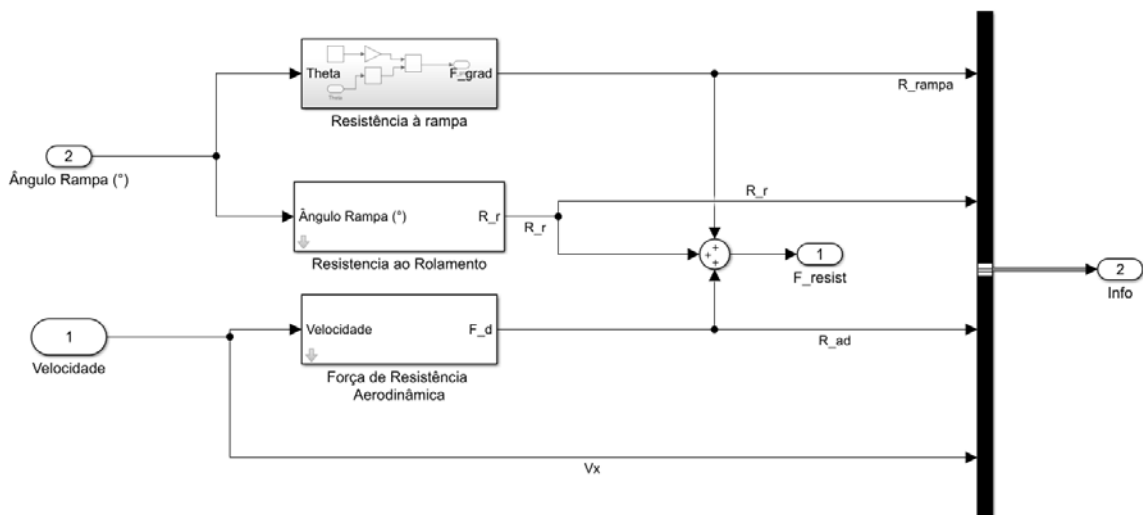 Theta
F_grad
Theta
R_rampa
Resistência à rampa
2
Ângulo Rampa (°)
Ângulo Rampa (°)
R_r
R_r
R_r
Resistencia ao Rolamento
+
+
+
1
F_resist
2
Info
1
Velocidade
Velocidade
F_d
R_ad
Força de Resistência
Aerodinâmica
Vx